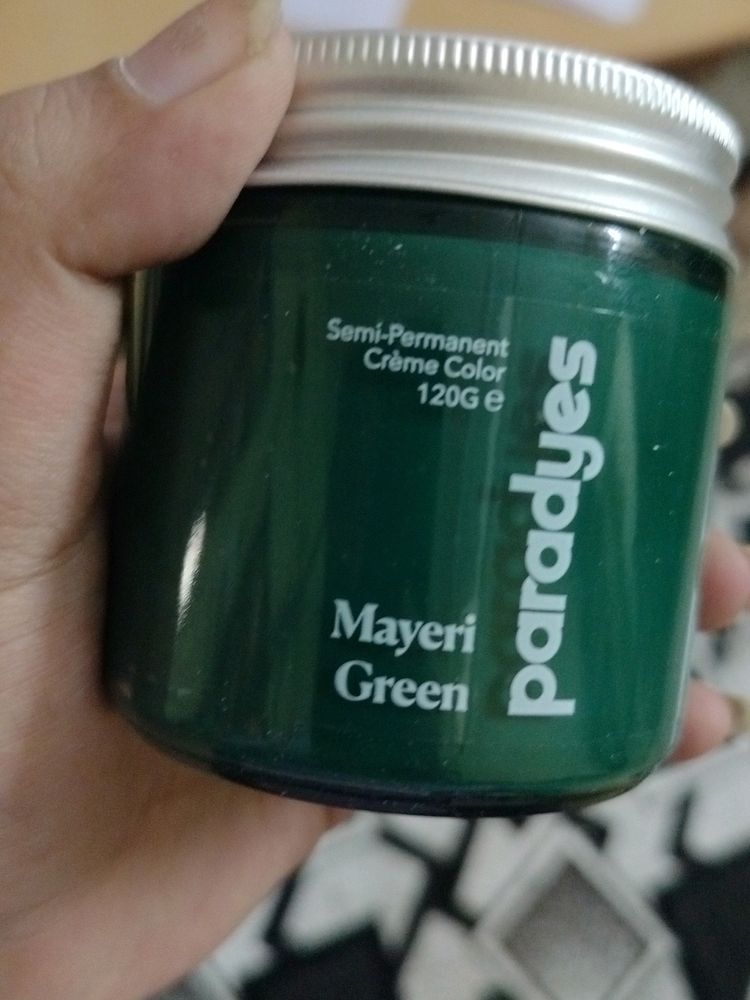 Semi-Permanent
Crème Color
120G ℮
paradyes
Mayeri
Green